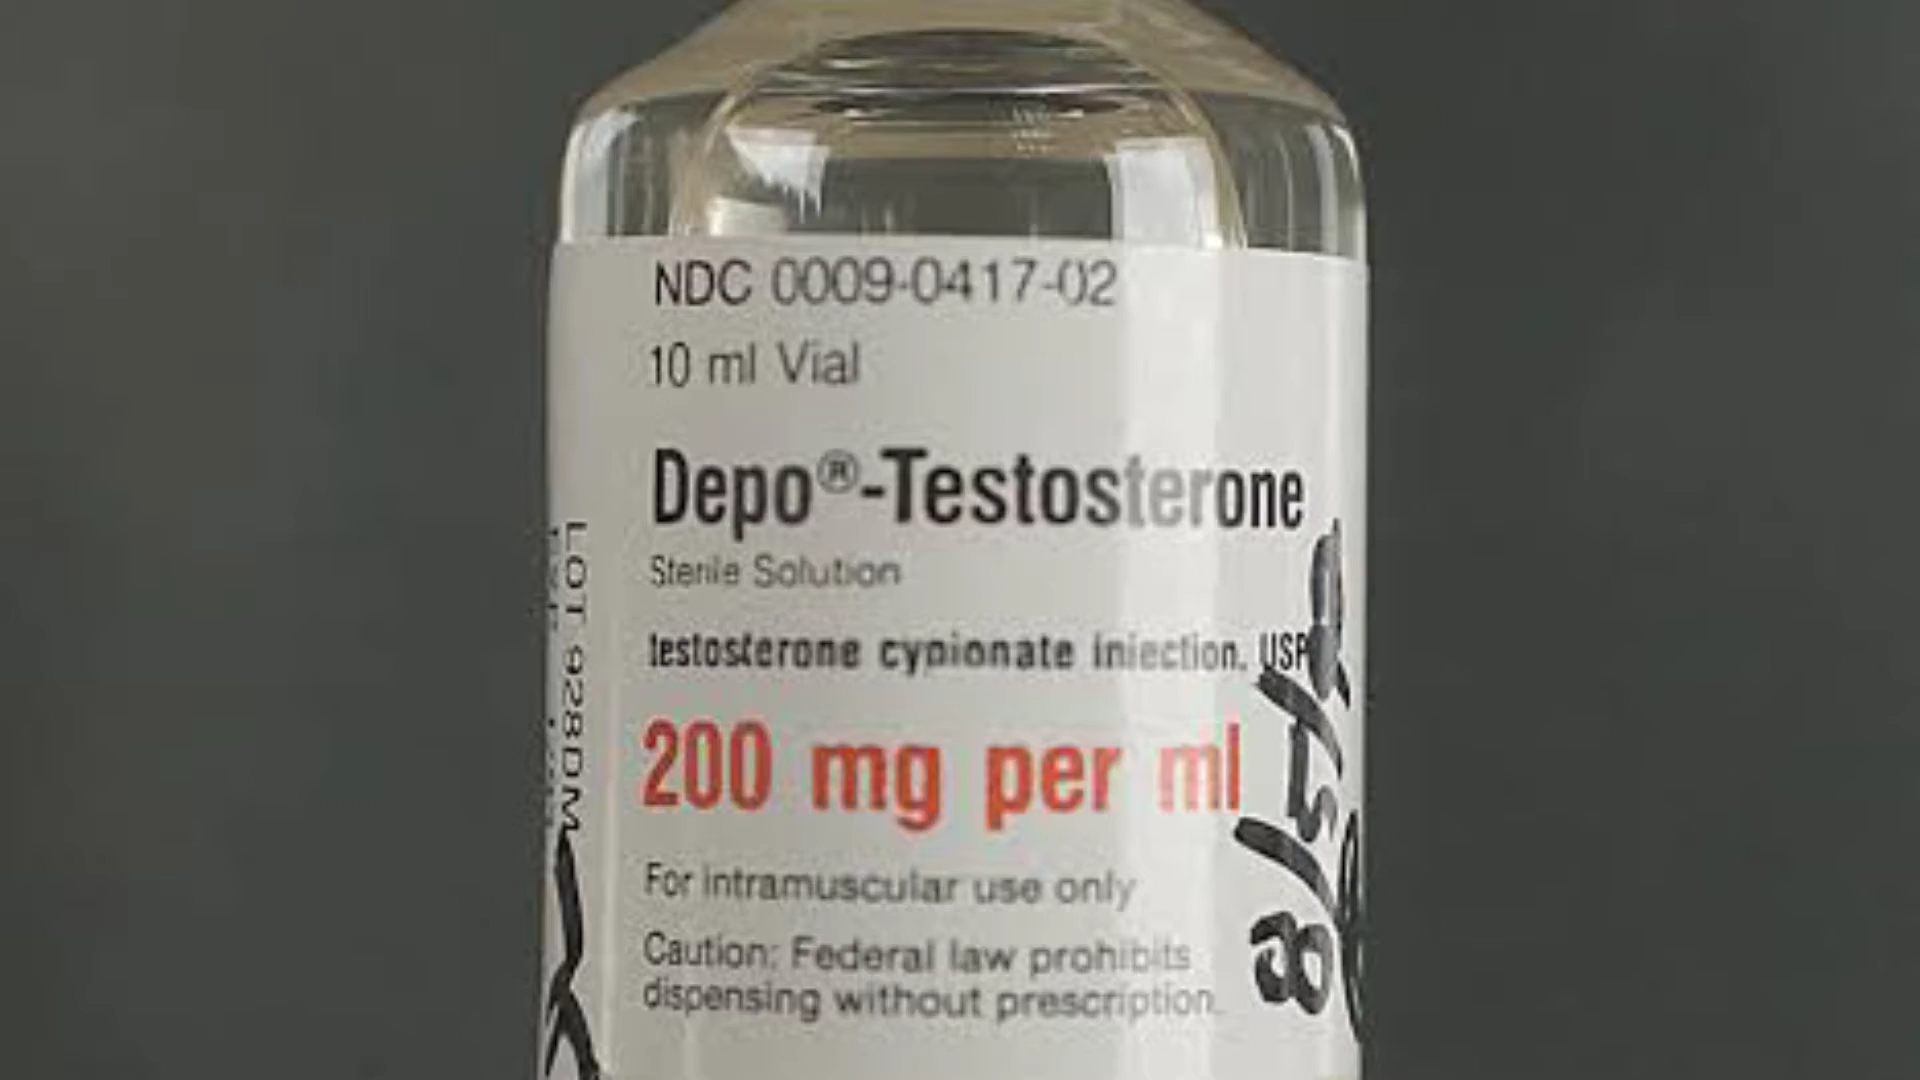 NDC 0009-0417-02
10 ml Vial
Depo®-Testosterone
Sterile Solution
testosterone cypionate injection, USP
200 mg per ml
For intramuscular use only
Caution: Federal law prohibits
dispensing without prescription.
LOT 928DM